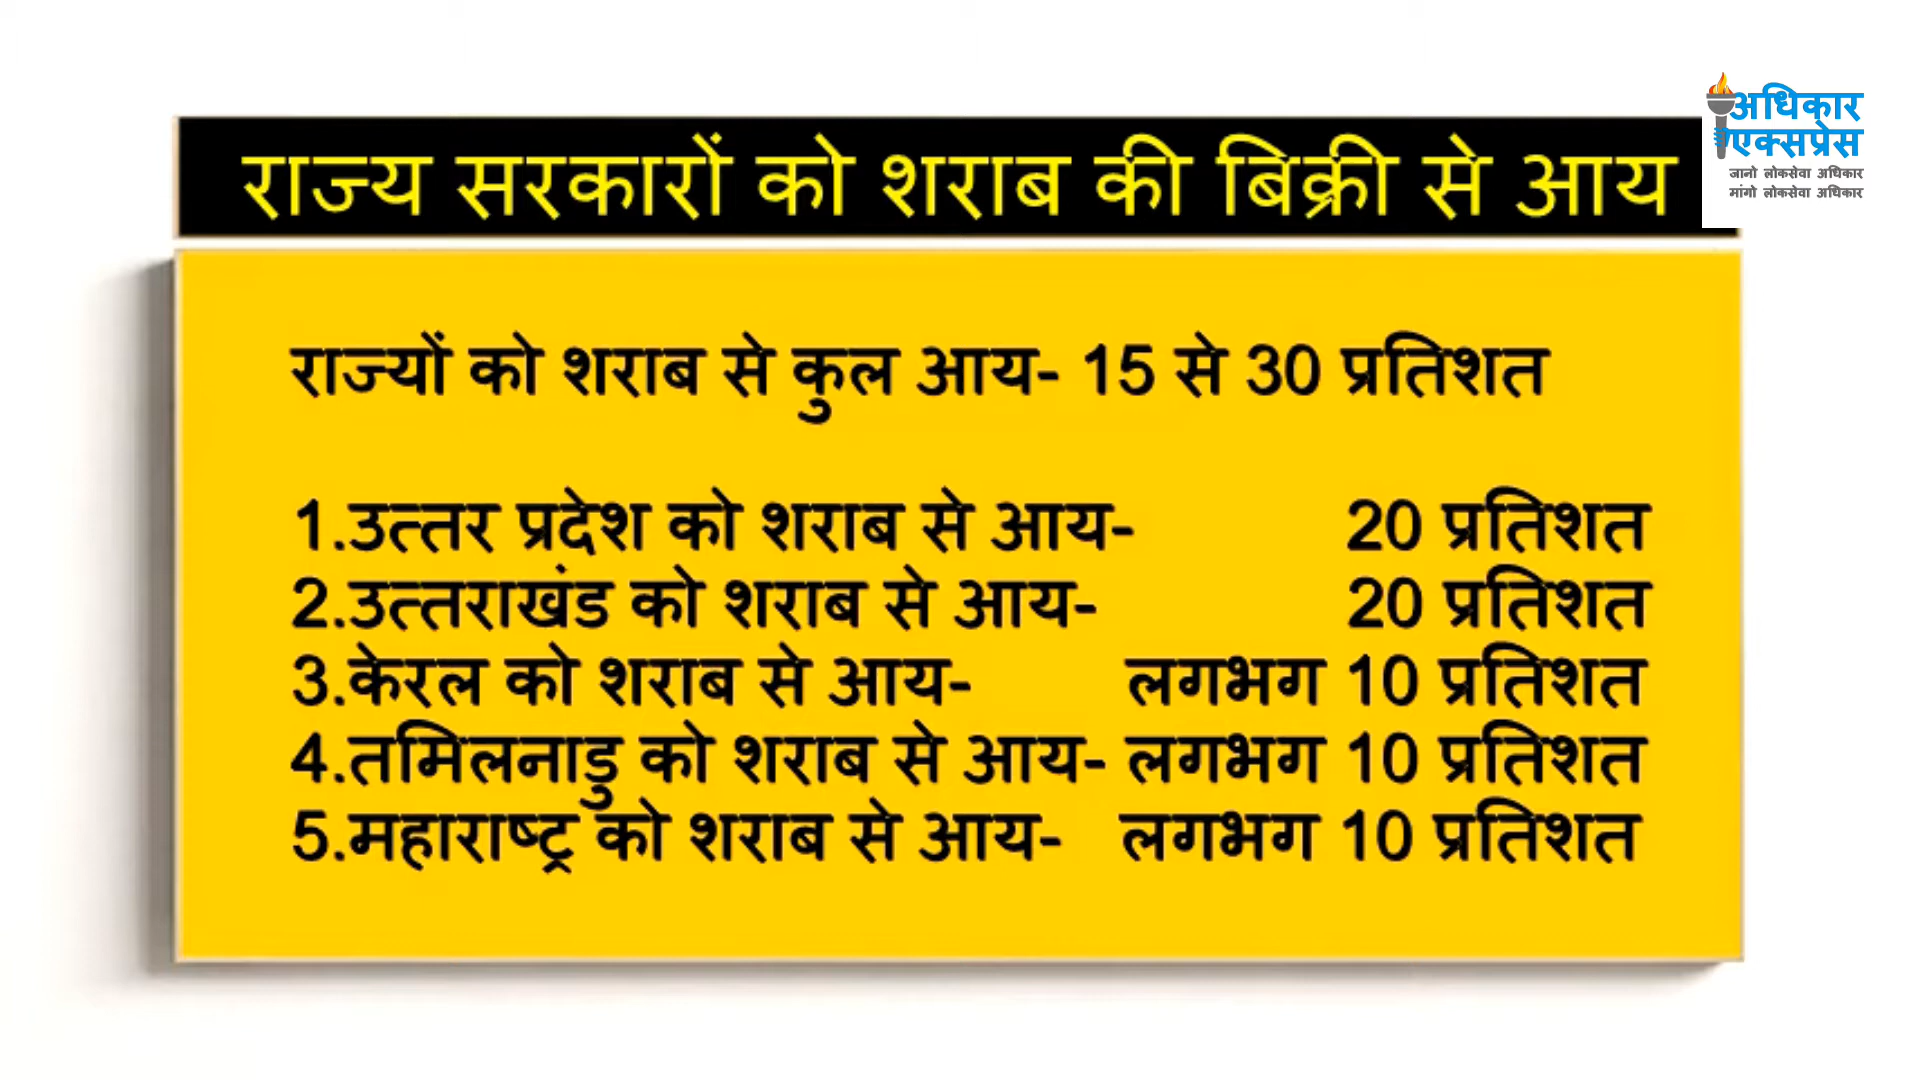 राज्य सरकारों को शराब की बिक्री से आय
अधिकार
एक्सप्रेस
जानो लोकसेवा अधिकार
मांगो लोकसेवा अधिकार
राज्यों को शराब से कुल आय- 15 से 30 प्रतिशत
1.उत्तर प्रदेश को शराब से आय- 20 प्रतिशत
2.उत्तराखंड को शराब से आय- 20 प्रतिशत
3.केरल को शराब से आय- लगभग 10 प्रतिशत
4.तमिलनाडु को शराब से आय- लगभग 10 प्रतिशत
5.महाराष्ट्र को शराब से आय- लगभग 10 प्रतिशत